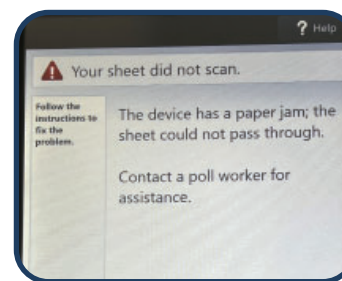 ? Help
Your sheet did not scan.
Follow the
instructions to
fix the
problem.
The device has a paper jam; the
sheet could not pass through.
Contact a poll worker for
assistance.